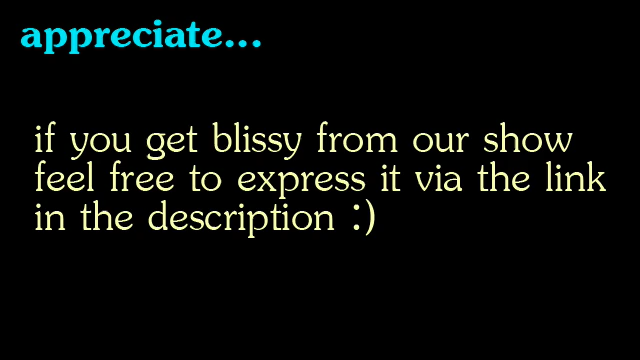 appreciate...
if you get blissy from our show
feel free to express it via the link
in the description :)